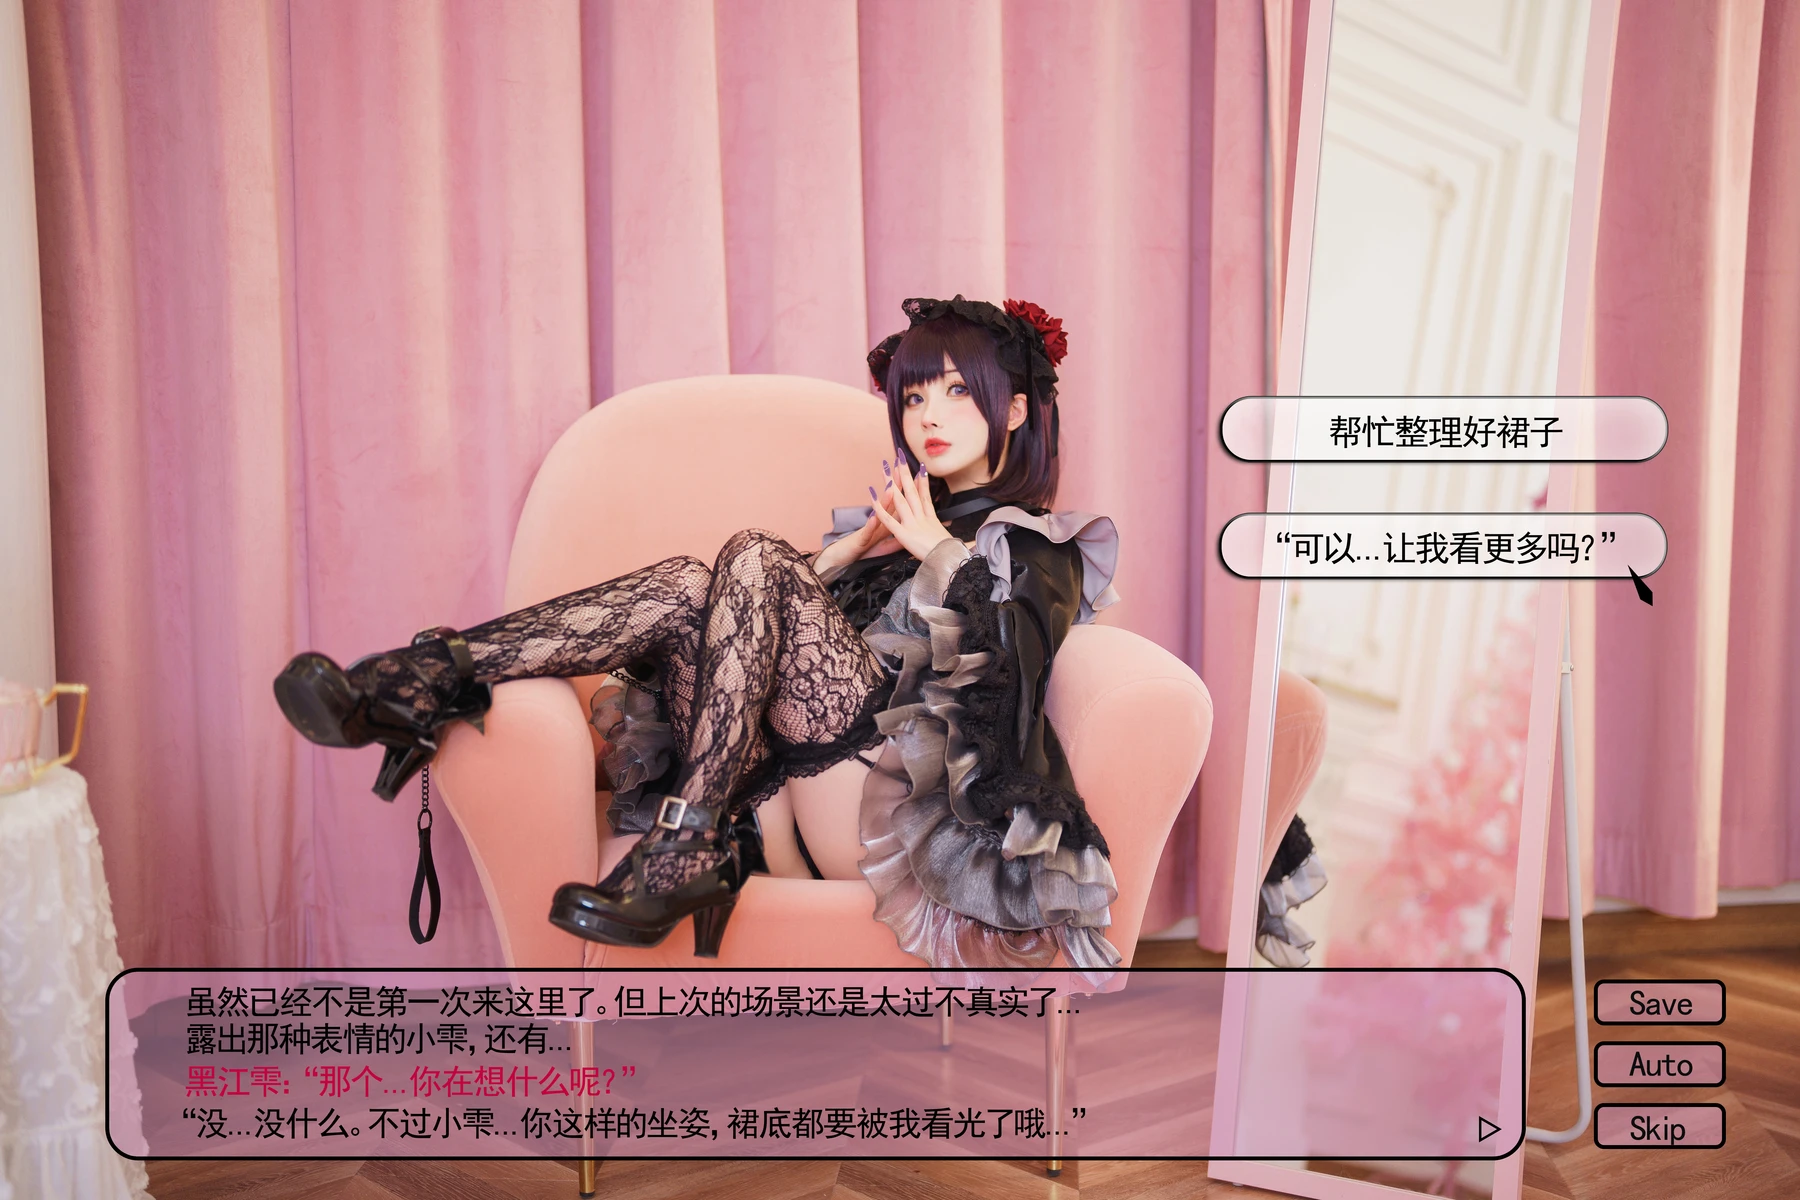 帮忙整理好裙子
“可以...让我看更多吗?”
虽然已经不是第一次来这里了。但上次的场景还是太过不真实了...
露出那种表情的小雫,还有...
黑江雫:“那个...你在想什么呢?”
“没...没什么。不过小雫...你这样的坐姿,裙底都要被我看光了哦...”
Save
Auto
Skip